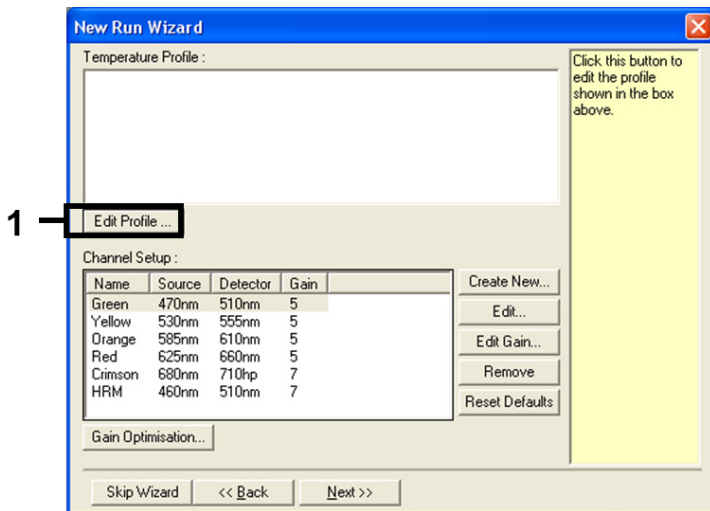 New Run Wizard
Temperature Profile :
Click this button to
edit the profile
shown in the box
above.
1
Edit Profile ...
Channel Setup :
Name Source Detector Gain
Green 470nm 510nm 5
Yellow 530nm 555nm 5
Orange 585nm 610nm 5
Red 625nm 660nm 5
Crimson 680nm 710hp 7
HRM 460nm 510nm 7
Create New...
Edit...
Edit Gain...
Remove
Reset Defaults
Gain Optimisation...
Skip Wizard << Back Next >>